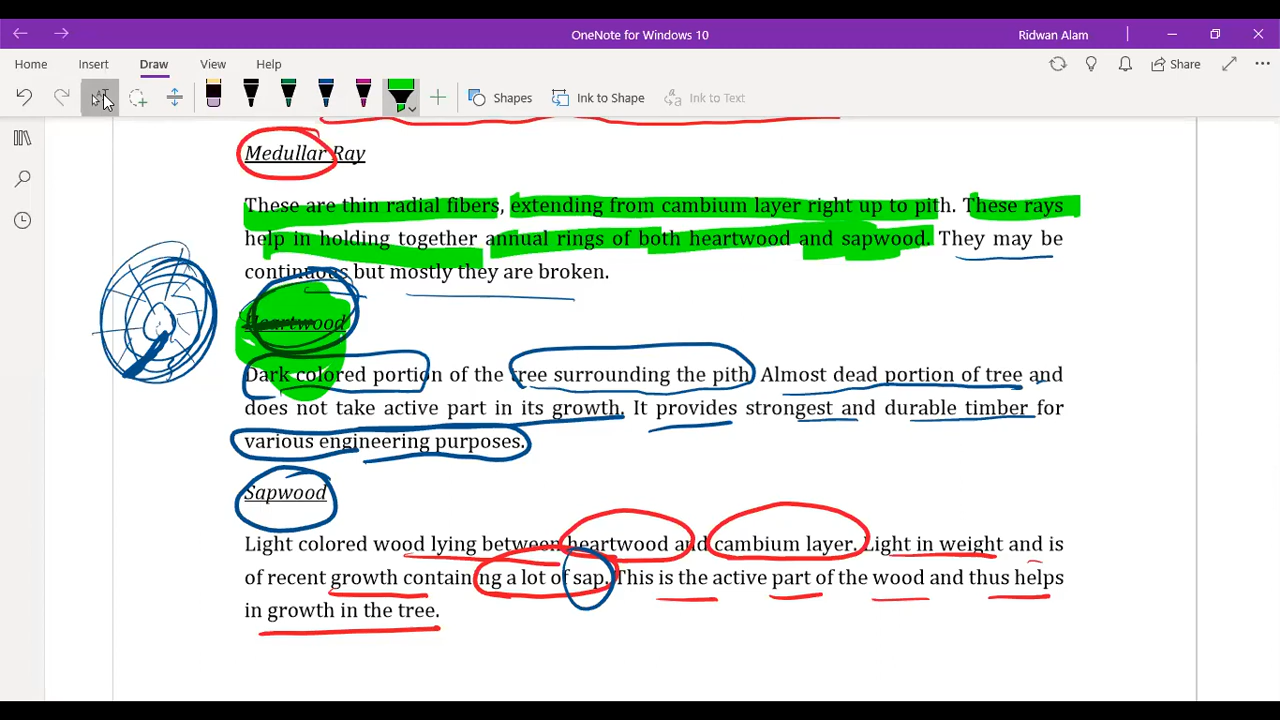 OneNote for Windows 10
Ridwan Alam
Home Insert Draw View Help
Share
Shapes
Ink to Shape
Ink to Text
Medullar Ray
These are thin radial fibers, extending from cambium layer right up to pith. These rays
help in holding together annual rings of both heartwood and sapwood. They may be
continuous but mostly they are broken.
Heartwood
Dark colored portion of the tree surrounding the pith. Almost dead portion of tree and
does not take active part in its growth. It provides strongest and durable timber for
various engineering purposes.
Sapwood
Light colored wood lying between heartwood and cambium layer. Light in weight and is
of recent growth containing a lot of sap. This is the active part of the wood and thus helps
in growth in the tree.